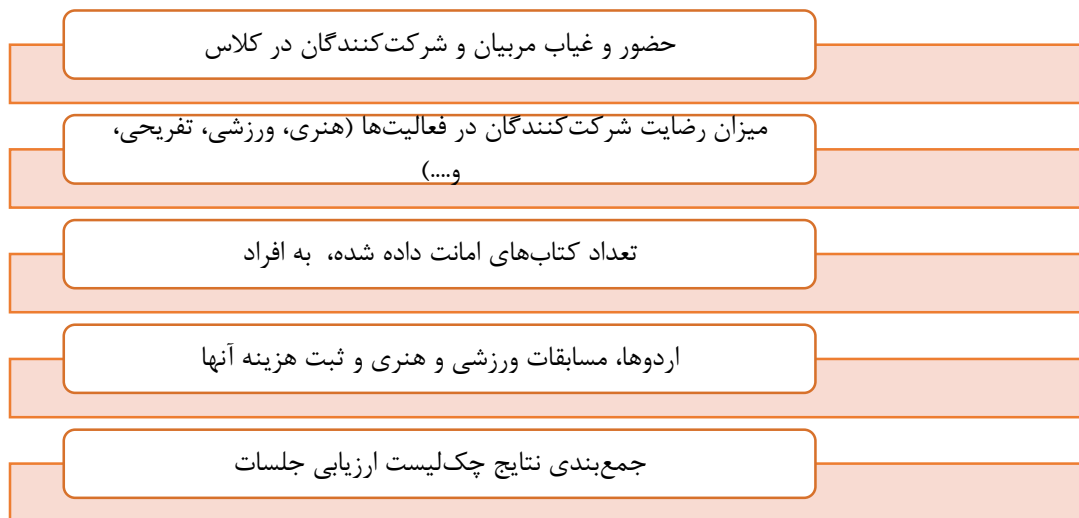 حضور و غیاب مربیان و شرکت‌کنندگان در کلاس
میزان رضایت شرکت‌کنندگان در فعالیت‌ها (هنری، ورزشی، تفریحی،
و....)
تعداد کتاب‌های امانت داده شده، به افراد
اردوها، مسابقات ورزشی و هنری و ثبت هزینه آنها
جمع‌بندی نتایج چک‌لیست ارزیابی جلسات